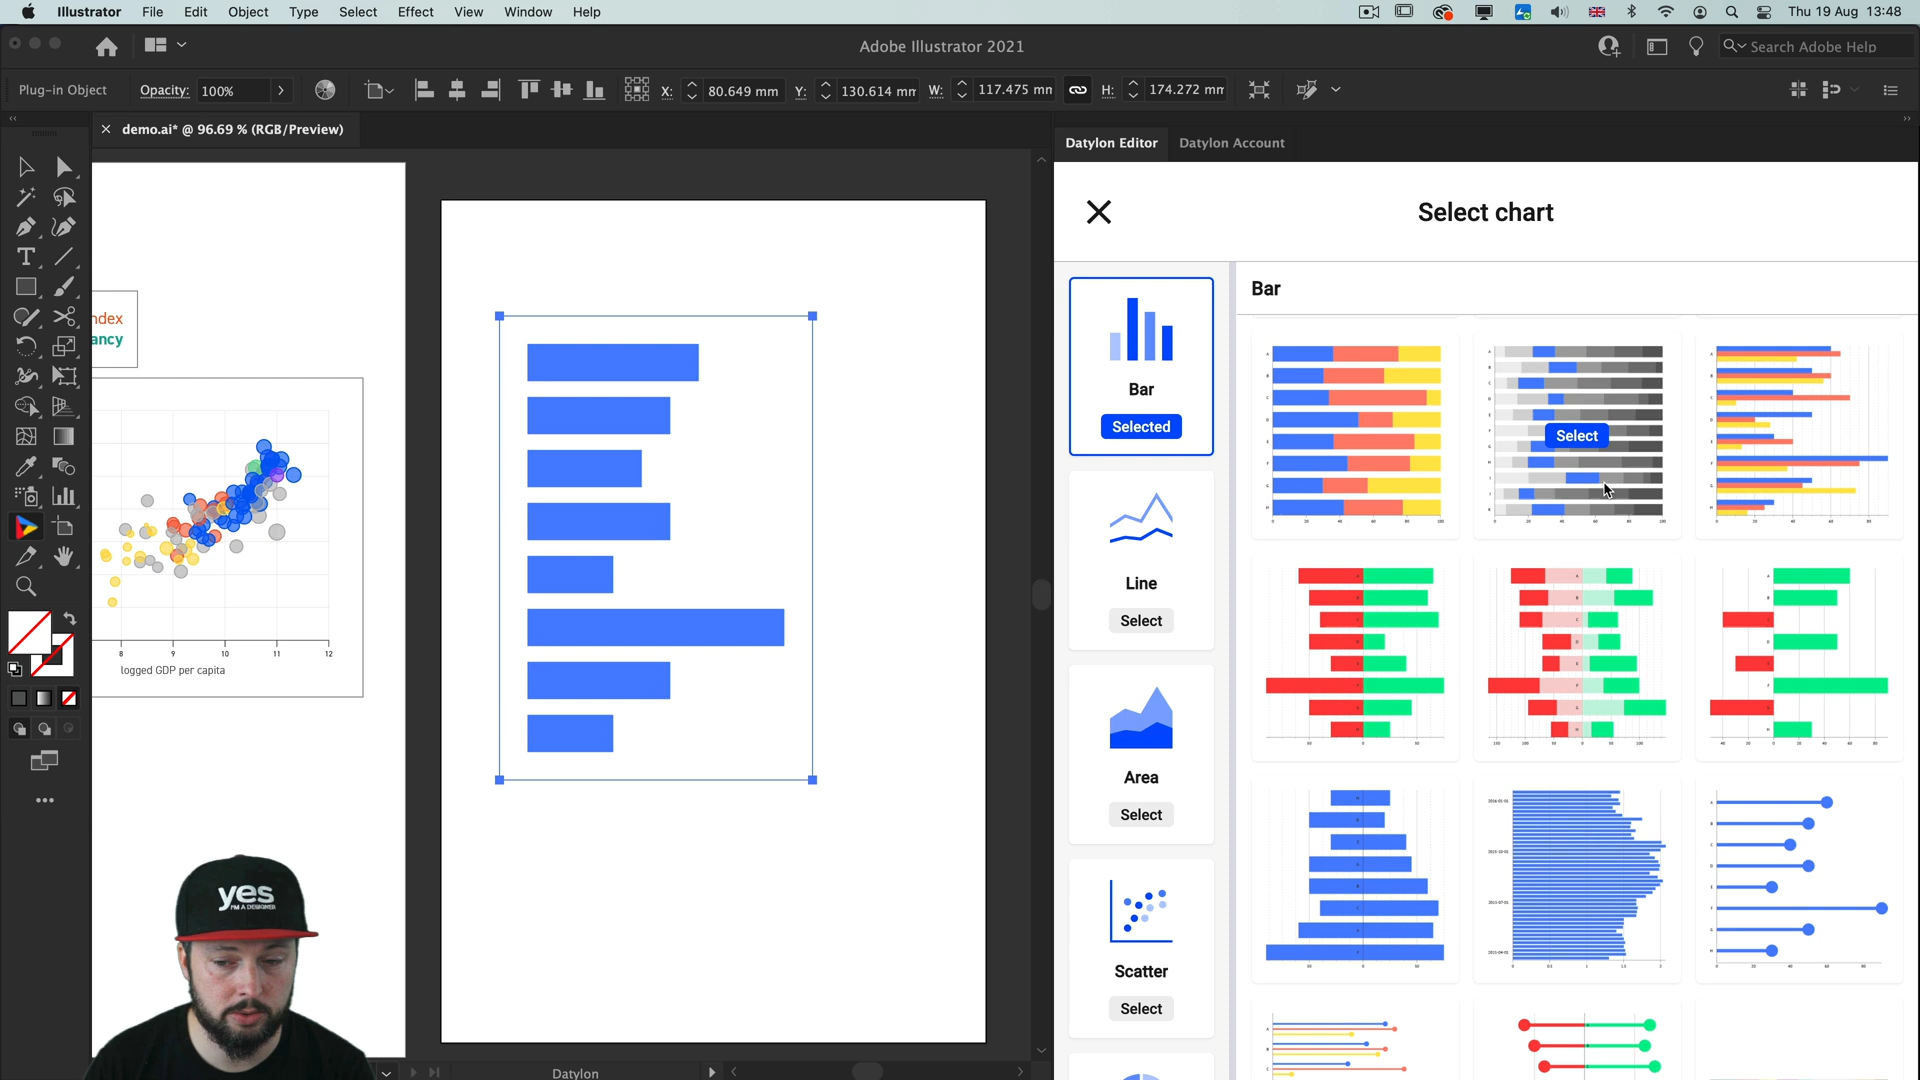 Illustrator File Edit Object Type Select Effect View Window Help
Thu 19 Aug 13:48
Adobe Illustrator 2021
Search Adobe Help
Plug-in Object
Opacity: 100%
X: 80.649 mm Y: 130.614 mm W: 117.475 mm H: 174.272 mm
demo.ai* @ 96.69 % (RGB/Preview)
Datylon Editor Datylon Account
Select chart
Bar
Bar
Selected
Select
ndex
ancy
Line
Select
8 9 10 11 12
logged GDP per capita
Area
Select
yes
I'M A DESIGNER
Scatter
Select
Datylon